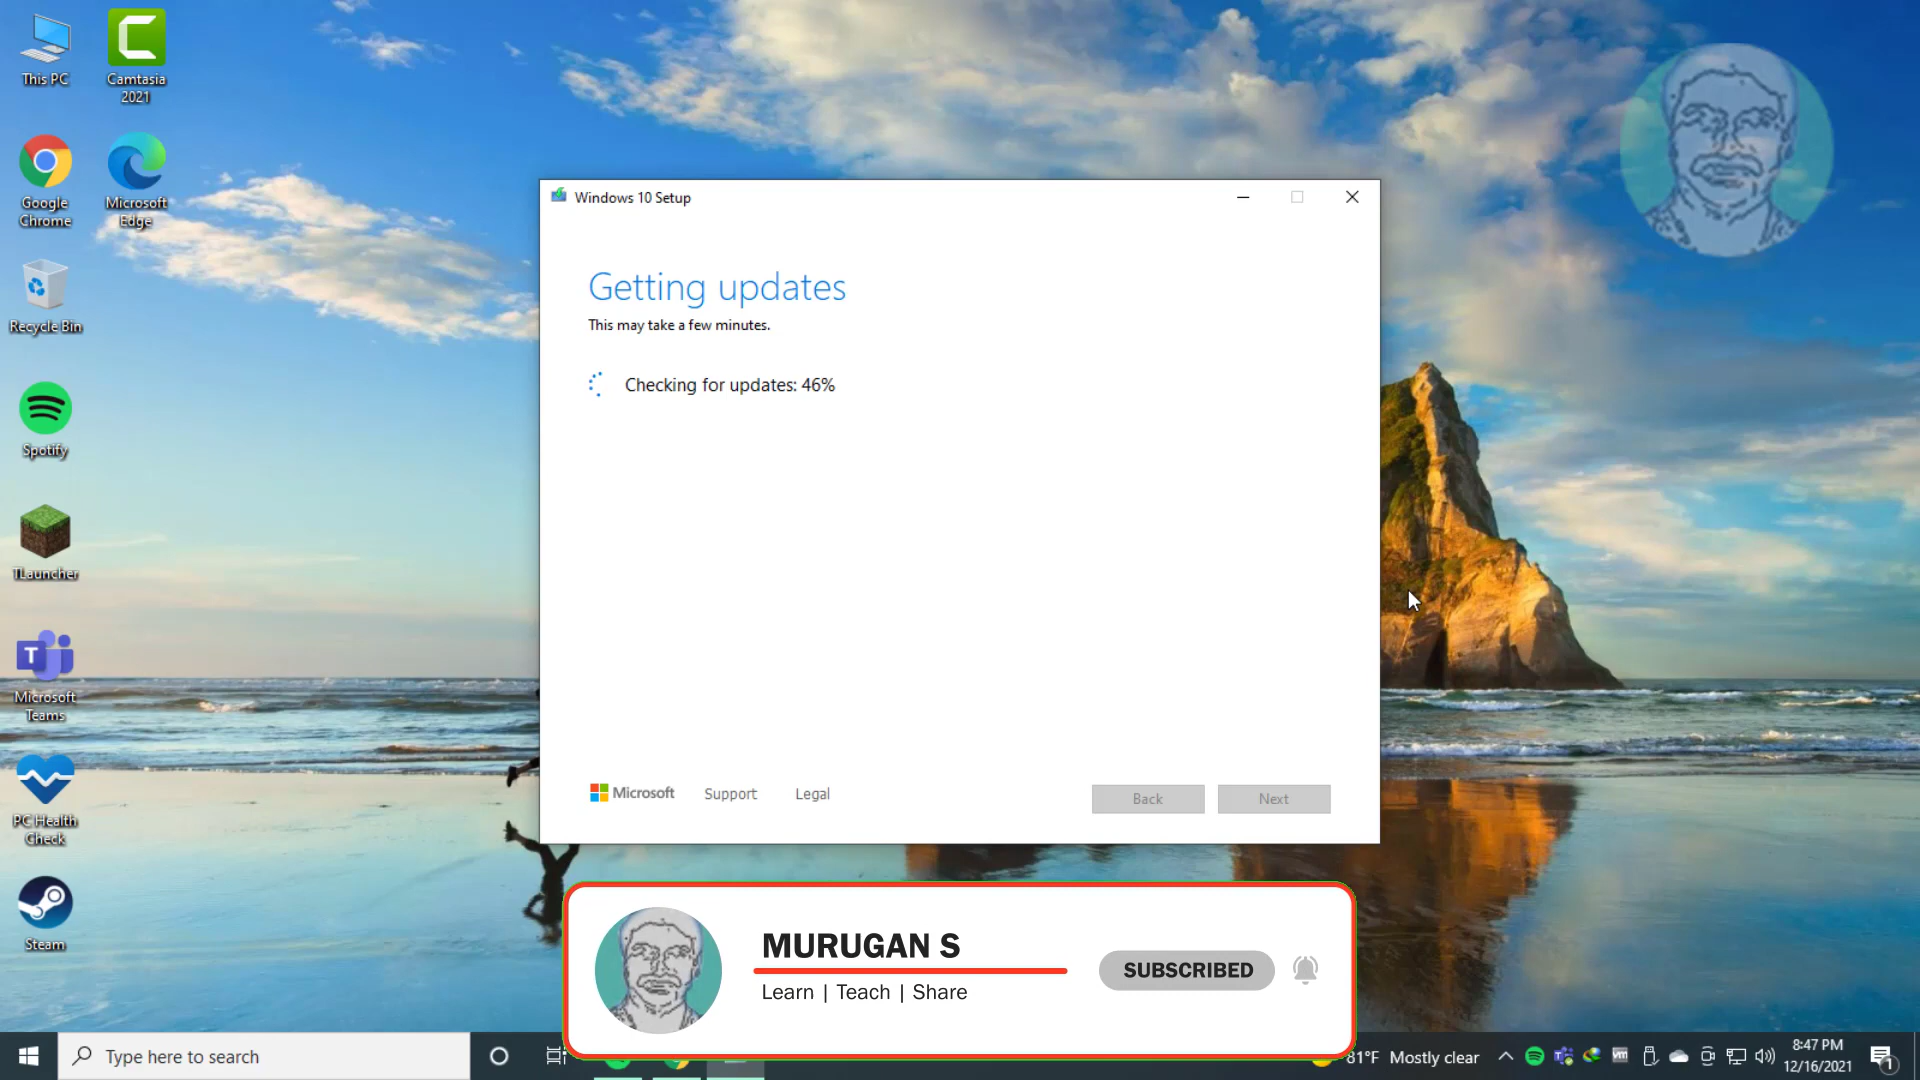 This PC
Camtasia
2021
Google
Chrome
Microsoft
Edge
Recycle Bin
Spotify
TLauncher
T
Microsoft
Teams
PC Health
Check
Steam
Windows 10 Setup
Getting updates
This may take a few minutes.
Checking for updates: 46%
Microsoft
Support
Legal
Back
Next
MURUGAN S
Learn | Teach | Share
SUBSCRIBED
Type here to search
81°F Mostly clear
vm
8:47 PM
12/16/2021
1